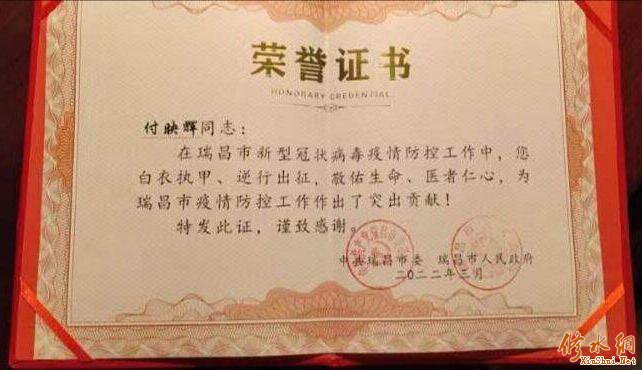 荣誉证书
HONORARY CREDENTIAL
付映辉同志：
在瑞昌市新型冠状病毒疫情防控工作中，您
白衣执甲、逆行出征，敬佑生命、医者仁心，为
瑞昌市疫情防控工作作出了突出贡献！
特发此证，谨致感谢。
中共瑞昌市委 瑞昌市人民政府
二〇二二年三月
修水网
XiuShui.Net